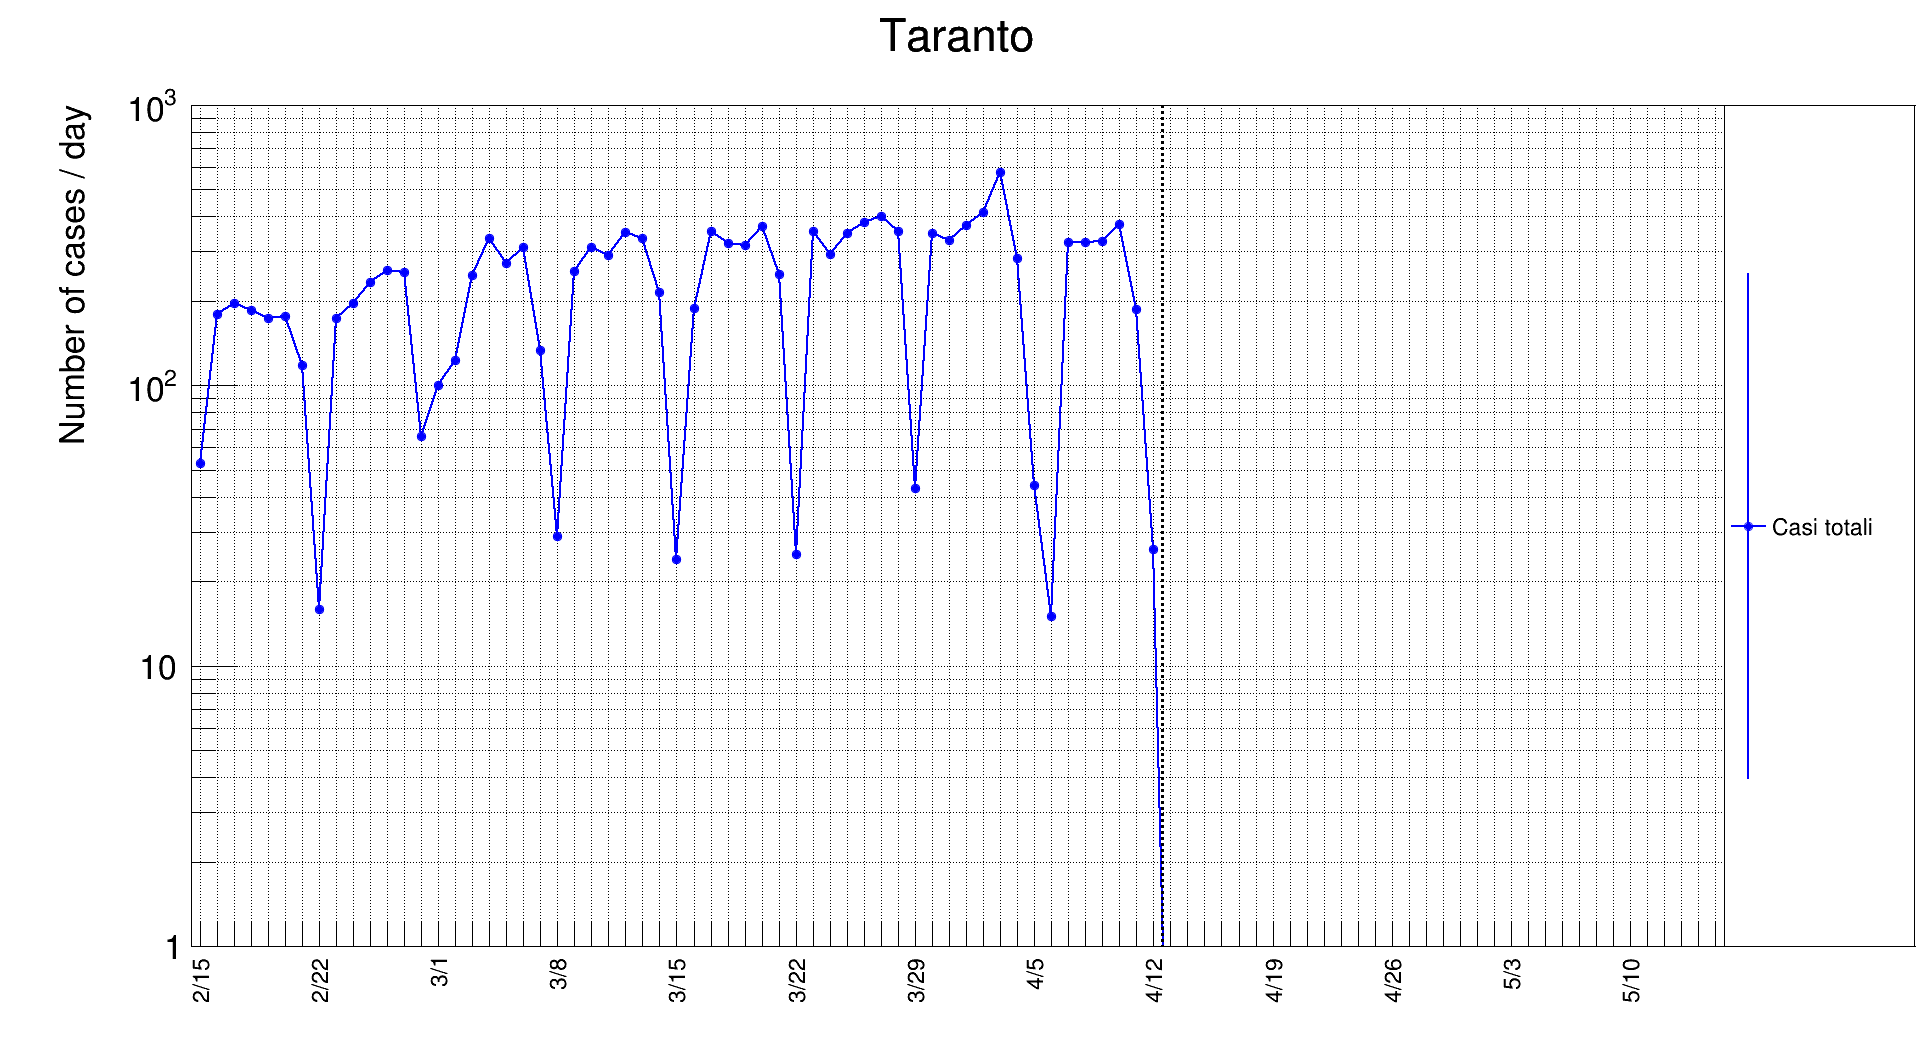 Taranto
Number of cases / day
10³
10²
10
1
2/15 2/22 3/1 3/8 3/15 3/22 3/29 4/5 4/12 4/19 4/26 5/3 5/10
Casi totali